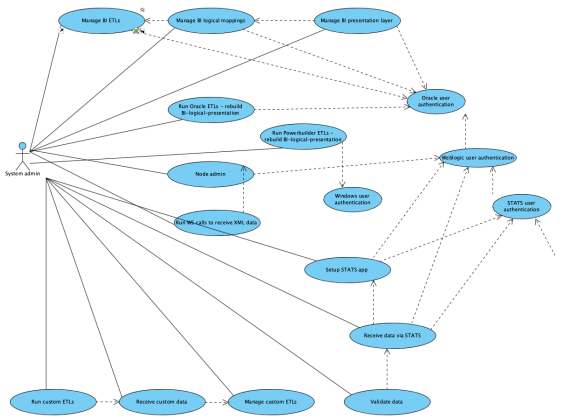 Manage BI ETLs
Manage BI logical mappings
Manage BI presentation layer
Oracle user
authentication
Run Oracle ETLs - rebuild
BI-logical-presentation
Run Powerbuilder ETLs -
rebuild BI-logical-presentation
System admin
Weblogic user authentication
Node admin
Windows user
authentication
STATS user
authentication
Run WS calls to receive XML data
Setup STATS app
Receive data via STATS
Run custom ETLs
Receive custom data
Manage custom ETLs
Validate data